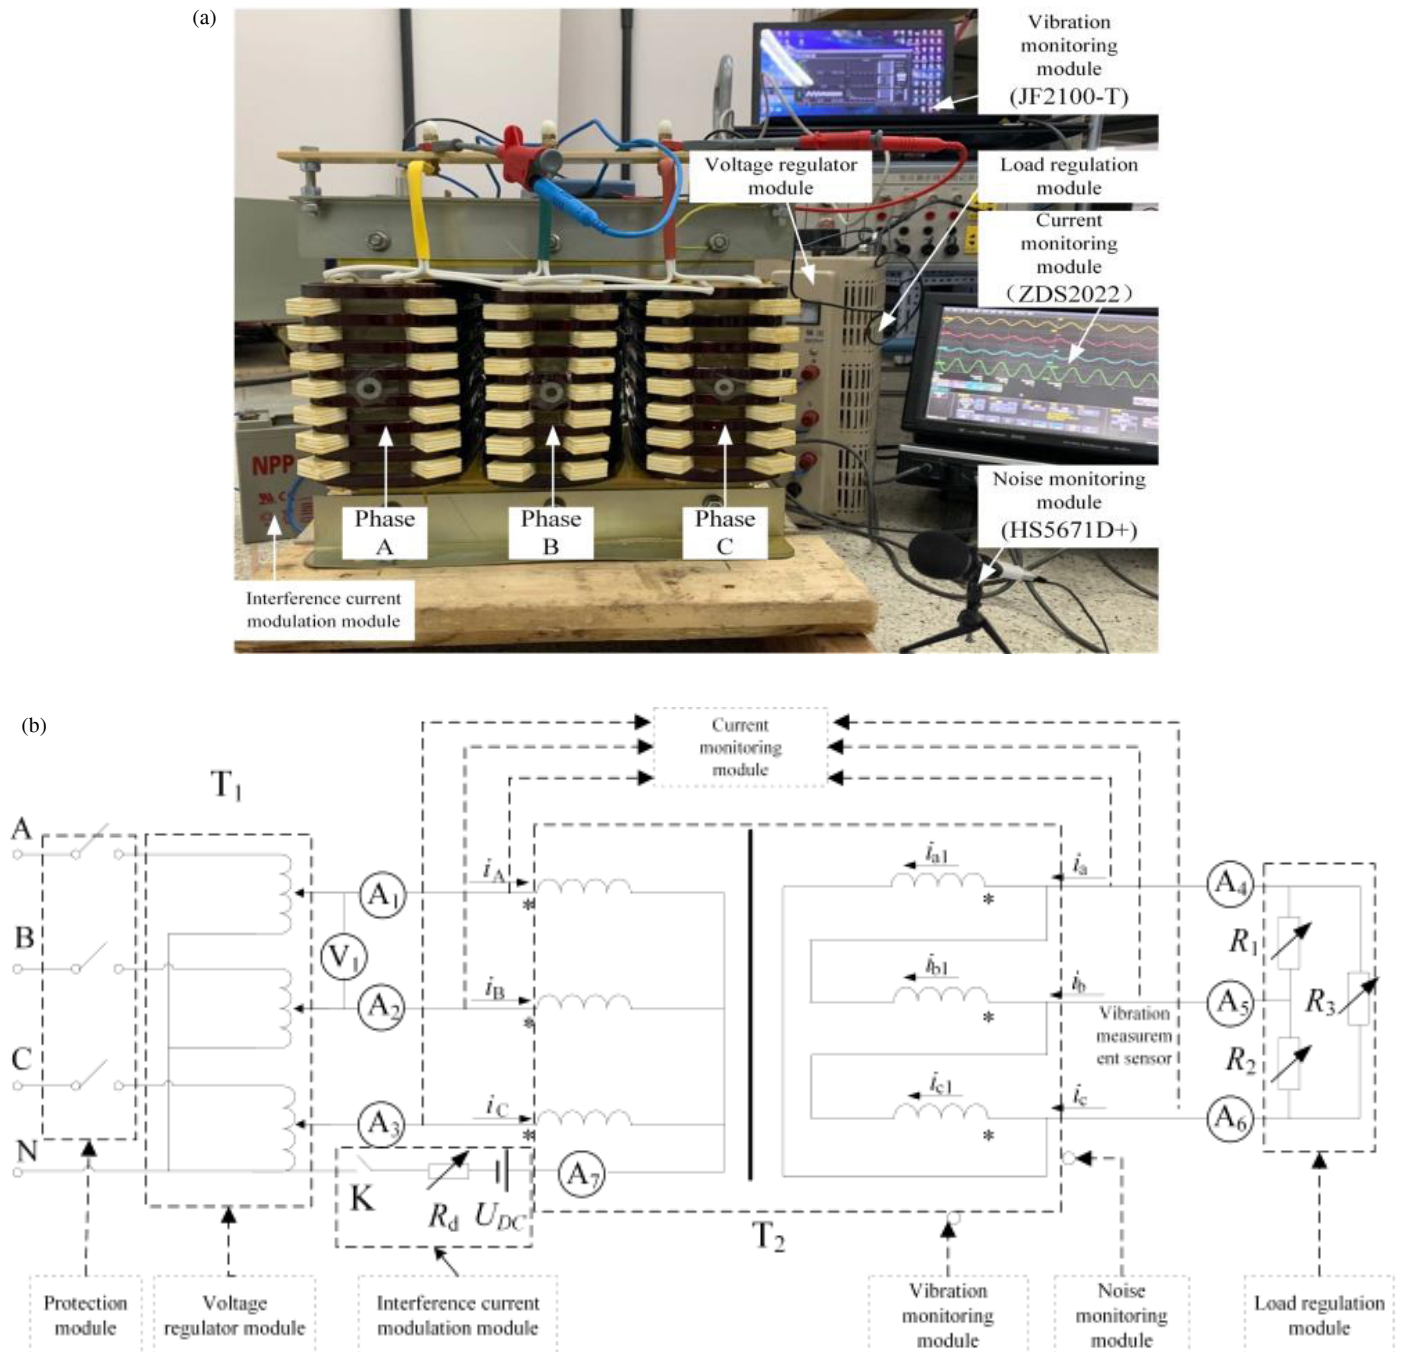 (a)
Vibration
monitoring
module
(JF2100-T)
Voltage regulator
module
Load regulation
module
Current
monitoring
module
(ZDS2022)
NPP
Noise monitoring
module
(HS5671D+)
Phase
A
Phase
B
Phase
C
Interference current
modulation module
(b)
Current
monitoring
module
T1
A
B
C
N
A1
V1
A2
A3
iA
iB
iC
*
*
*
K
Rd
UDC
A7
T2
ia1
ia
*
ib1
ib
*
ic1
ic
*
Vibration
measurem
ent sensor
A4
A5
A6
R1
R2
R3
Protection
module
Voltage
regulator module
Interference current
modulation module
Vibration
monitoring
module
Noise
monitoring
module
Load regulation
module